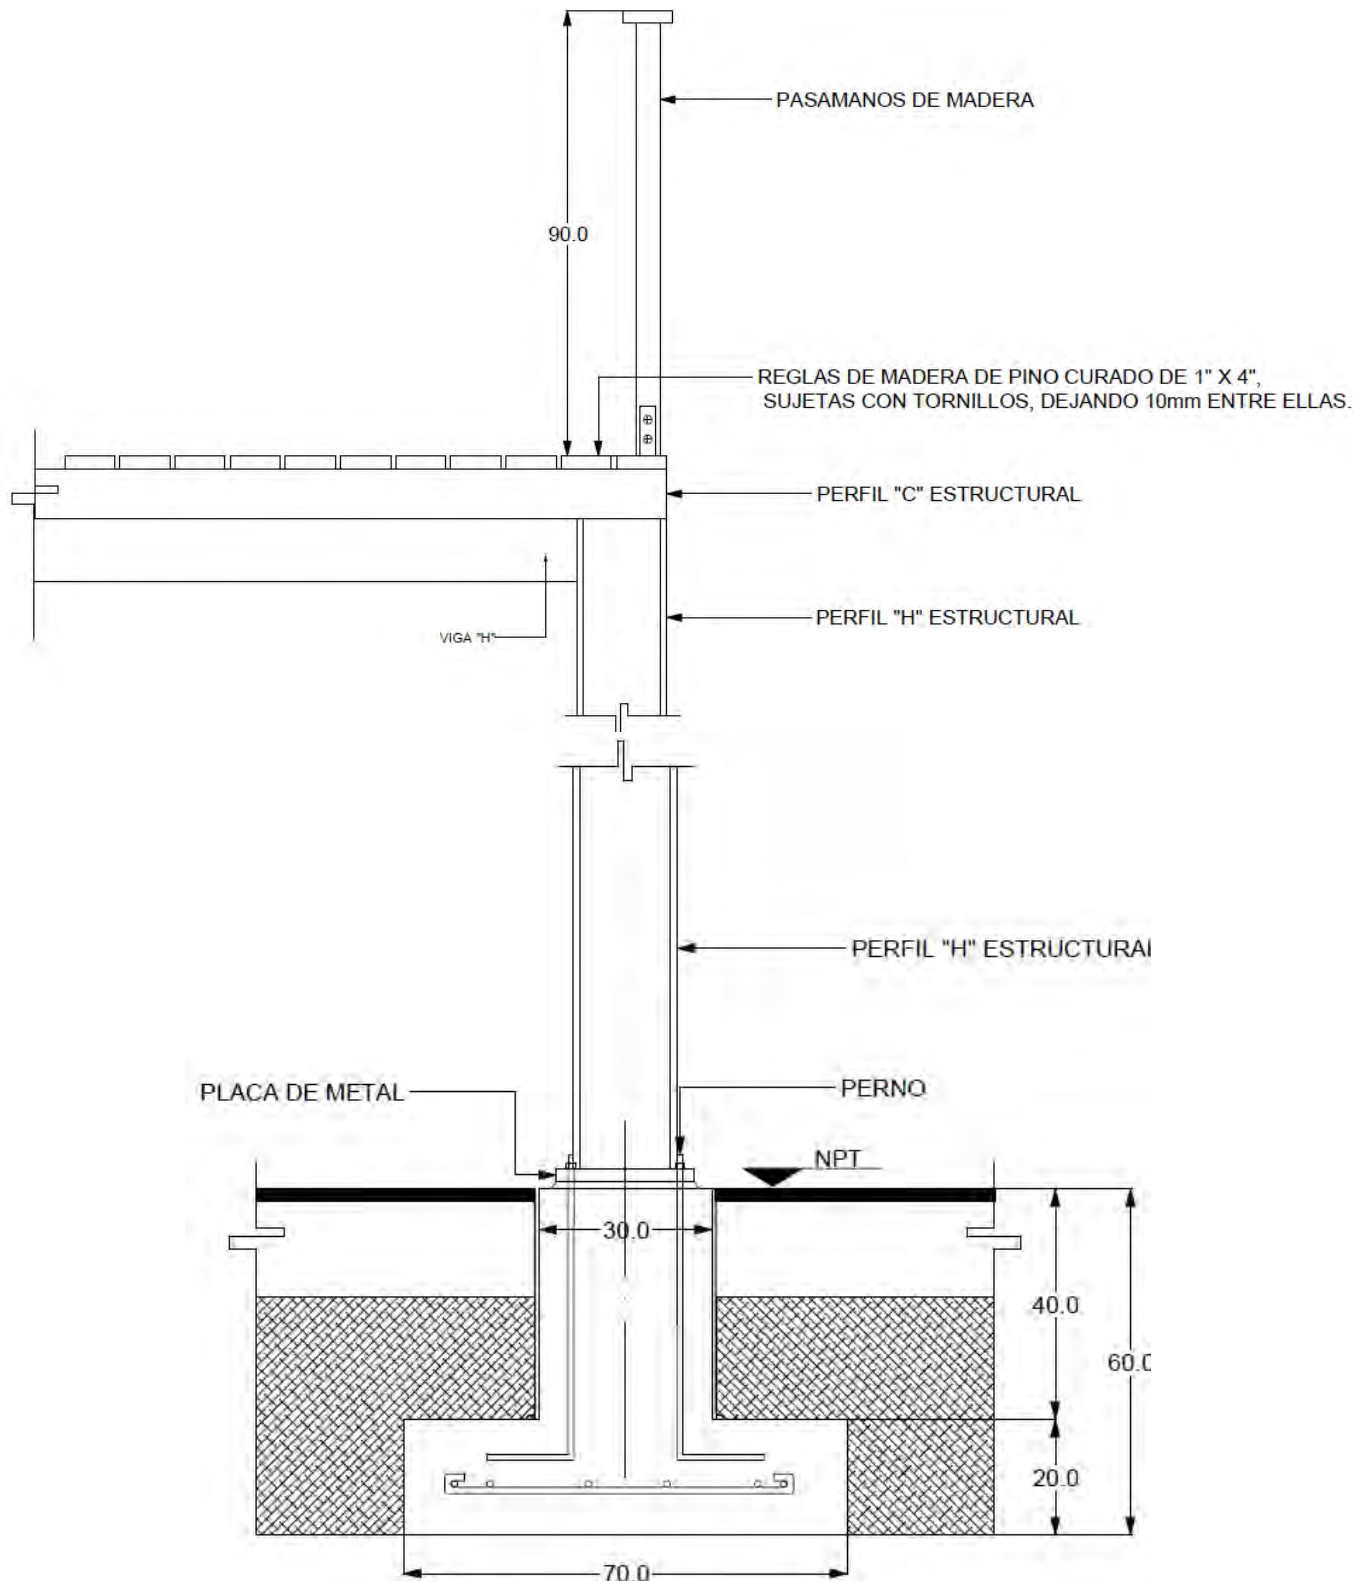 PASAMANOS DE MADERA
90.0
REGLAS DE MADERA DE PINO CURADO DE 1" X 4",
SUJETAS CON TORNILLOS, DEJANDO 10mm ENTRE ELLAS.
PERFIL "C" ESTRUCTURAL
PERFIL "H" ESTRUCTURAL
VIGA "H"
PERFIL "H" ESTRUCTURAL
PLACA DE METAL
PERNO
NPT
30.0
40.0
60.0
20.0
70.0